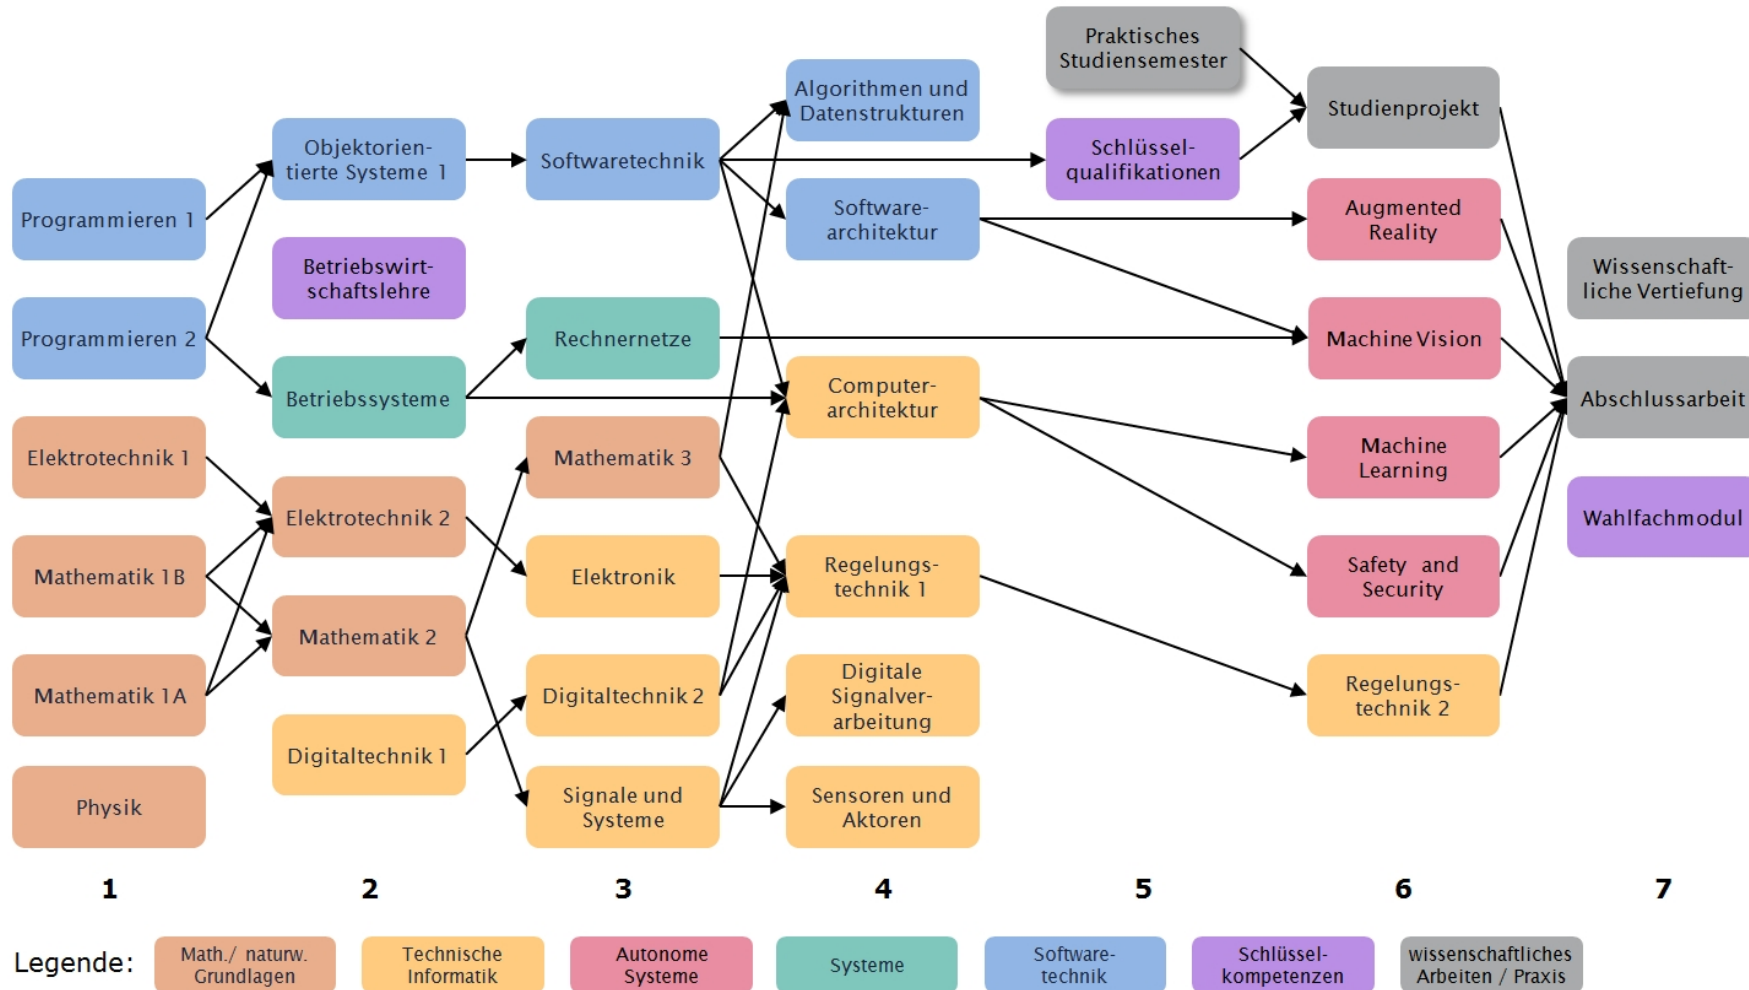 Programmieren 1
Programmieren 2
Elektrotechnik 1
Mathematik 1B
Mathematik 1A
Physik
Objektorien-
tierte Systeme 1
Betriebswirt-
schaftslehre
Betriebssysteme
Elektrotechnik 2
Mathematik 2
Digitaltechnik 1
Softwaretechnik
Rechnernetze
Mathematik 3
Elektronik
Digitaltechnik 2
Signale und
Systeme
Algorithmen und
Datenstrukturen
Software-
architektur
Computer-
architektur
Regelungs-
technik 1
Digitale
Signalver-
arbeitung
Sensoren und
Aktoren
Praktisches
Studiensemester
Schlüssel-
qualifikationen
Studienprojekt
Augmented
Reality
Machine Vision
Machine
Learning
Safety and
Security
Regelungs-
technik 2
Wissenschaft-
liche Vertiefung
Abschlussarbeit
Wahlfachmodul
1 2 3 4 5 6 7
Legende:
Math./ naturw.
Grundlagen
Technische
Informatik
Autonome
Systeme
Systeme
Software-
technik
Schlüssel-
kompetenzen
wissenschaftliches
Arbeiten / Praxis